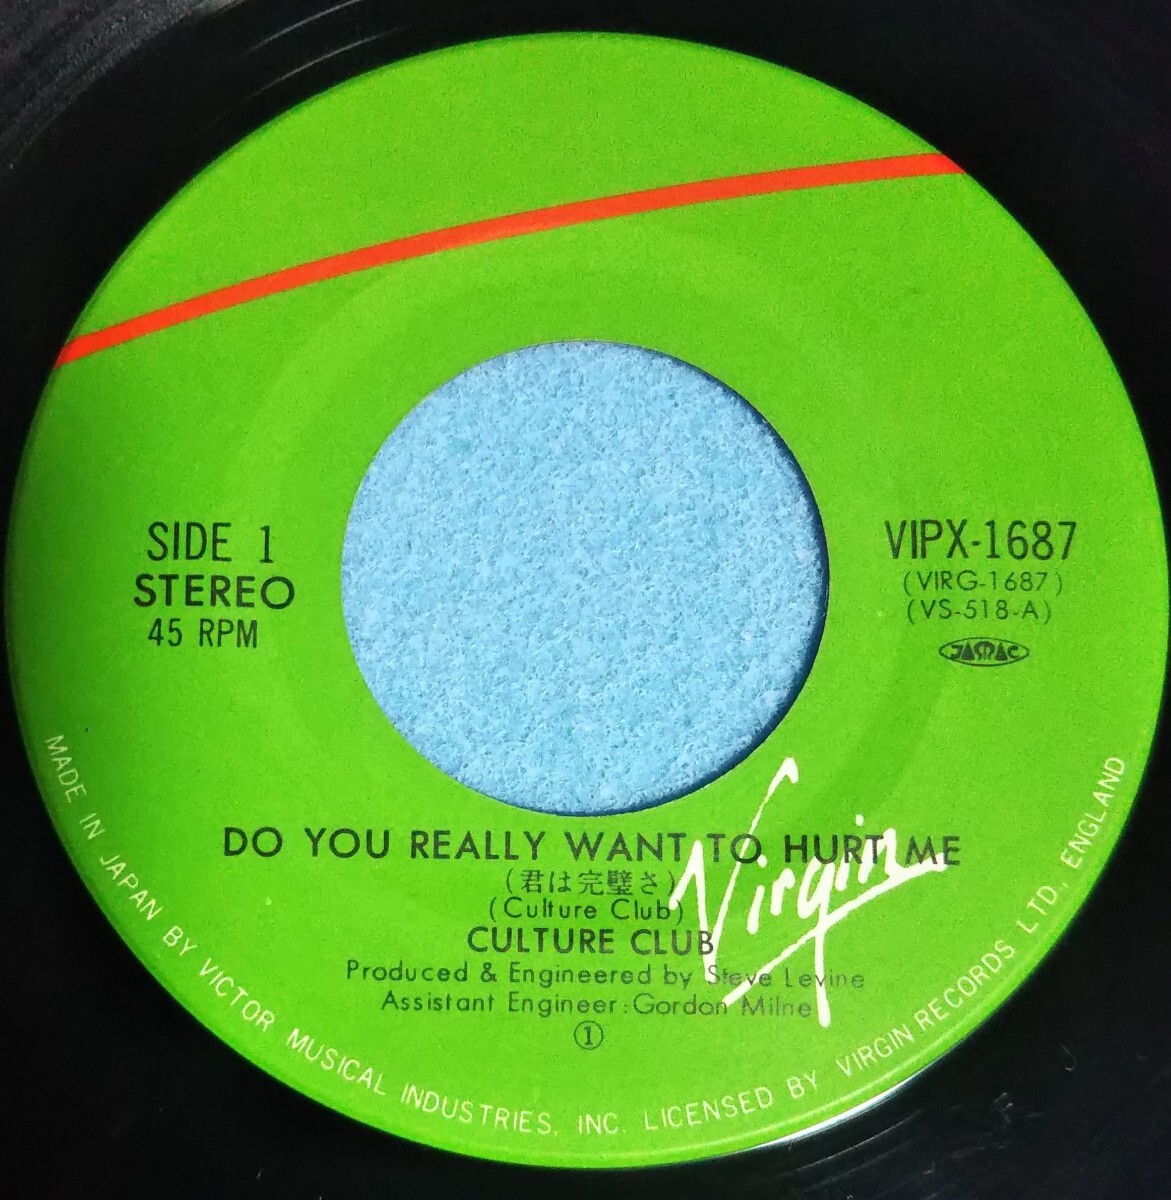 SIDE 1
STEREO
45 RPM
VIPX-1687
(VIRG-1687)
(VS-518-A)
JASRAC
DO YOU REALLY WANT TO HURT ME
(君は完璧さ)
(Culture Club)
CULTURE CLUB
Produced & Engineered by Steve Levine
Assistant Engineer:Gordon Milne
①
Virgin
MADE IN JAPAN BY VICTOR MUSICAL INDUSTRIES, INC. LICENSED BY VIRGIN RECORDS LTD., ENGLAND